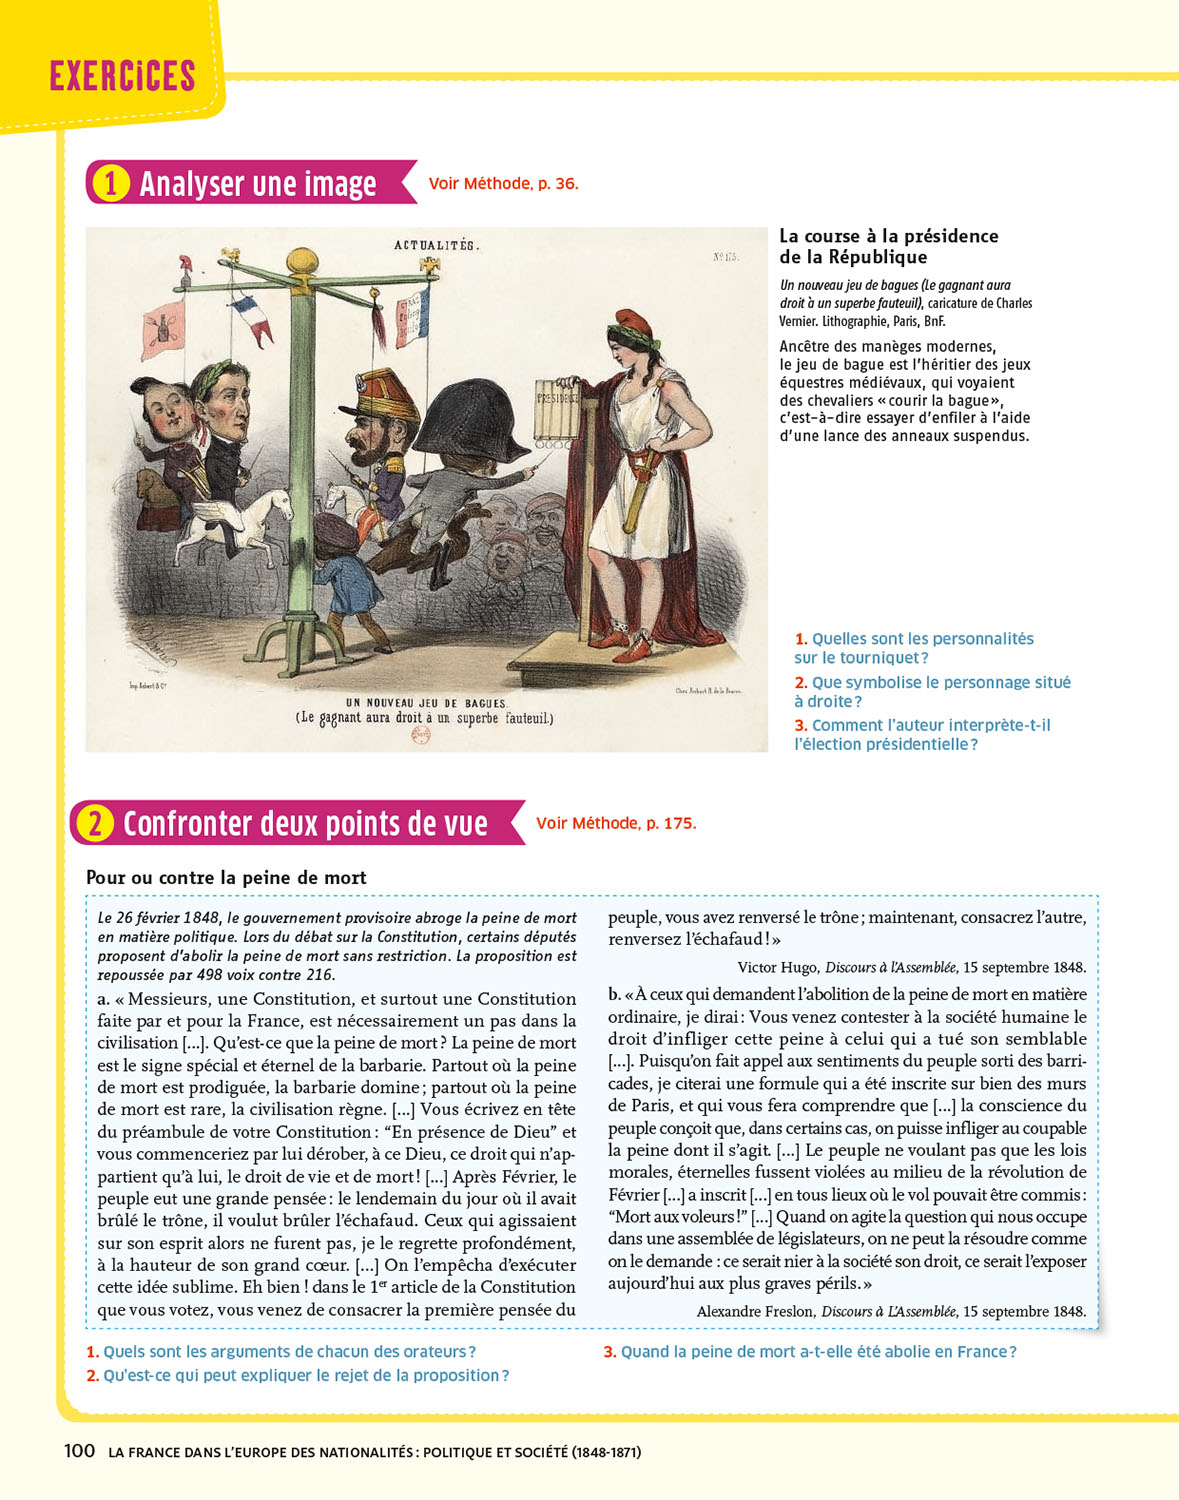 EXERCiCES
1 Analyser une image
Voir Méthode, p. 36.
ACTUALITÉS.
Nº 175.
PRESIDENCE
Imp. Aubert & Cie
Chez Aubert Pl. de la Bourse
UN NOUVEAU JEU DE BAGUES.
(Le gagnant aura droit à un superbe fauteuil.)
La course à la présidence
de la République
Un nouveau jeu de bagues (Le gagnant aura
droit à un superbe fauteuil), caricature de Charles
Vernier. Lithographie, Paris, BnF.
Ancêtre des manèges modernes,
le jeu de bague est l’héritier des jeux
équestres médiévaux, qui voyaient
des chevaliers « courir la bague »,
c’est-à-dire essayer d’enfiler à l’aide
d’une lance des anneaux suspendus.
1. Quelles sont les personnalités
sur le tourniquet ?
2. Que symbolise le personnage situé
à droite ?
3. Comment l’auteur interprète-t-il
l’élection présidentielle ?
2 Confronter deux points de vue
Voir Méthode, p. 175.
Pour ou contre la peine de mort
Le 26 février 1848, le gouvernement provisoire abroge la peine de mort
en matière politique. Lors du débat sur la Constitution, certains députés
proposent d’abolir la peine de mort sans restriction. La proposition est
repoussée par 498 voix contre 216.
a. « Messieurs, une Constitution, et surtout une Constitution
faite par et pour la France, est nécessairement un pas dans la
civilisation [...]. Qu’est-ce que la peine de mort ? La peine de mort
est le signe spécial et éternel de la barbarie. Partout où la peine
de mort est prodiguée, la barbarie domine ; partout où la peine
de mort est rare, la civilisation règne. [...] Vous écrivez en tête
du préambule de votre Constitution : “En présence de Dieu” et
vous commenceriez par lui dérober, à ce Dieu, ce droit qui n’ap-
partient qu’à lui, le droit de vie et de mort ! [...] Après Février, le
peuple eut une grande pensée : le lendemain du jour où il avait
brûlé le trône, il voulut brûler l’échafaud. Ceux qui agissaient
sur son esprit alors ne furent pas, je le regrette profondément,
à la hauteur de son grand cœur. [...] On l’empêcha d’exécuter
cette idée sublime. Eh bien ! dans le 1er article de la Constitution
que vous votez, vous venez de consacrer la première pensée du
peuple, vous avez renversé le trône ; maintenant, consacrez l’autre,
renversez l’échafaud ! »
Victor Hugo, Discours à l’Assemblée, 15 septembre 1848.
b. « À ceux qui demandent l’abolition de la peine de mort en matière
ordinaire, je dirai : Vous venez contester à la société humaine le
droit d’infliger cette peine à celui qui a tué son semblable
[...]. Puisqu’on fait appel aux sentiments du peuple sorti des barri-
cades, je citerai une formule qui a été inscrite sur bien des murs
de Paris, et qui vous fera comprendre que [...] la conscience du
peuple conçoit que, dans certains cas, on puisse infliger au coupable
la peine dont il s’agit. [...] Le peuple ne voulant pas que les lois
morales, éternelles fussent violées au milieu de la révolution de
Février [...] a inscrit [...] en tous lieux où le vol pouvait être commis :
“Mort aux voleurs !” [...] Quand on agite la question qui nous occupe
dans une assemblée de législateurs, on ne peut la résoudre comme
on le demande : ce serait nier à la société son droit, ce serait l’exposer
aujourd’hui aux plus graves périls. »
Alexandre Freslon, Discours à L’Assemblée, 15 septembre 1848.
1. Quels sont les arguments de chacun des orateurs ?
2. Qu’est-ce qui peut expliquer le rejet de la proposition ?
3. Quand la peine de mort a-t-elle été abolie en France ?
100 LA FRANCE DANS L’EUROPE DES NATIONALITÉS : POLITIQUE ET SOCIÉTÉ (1848-1871)